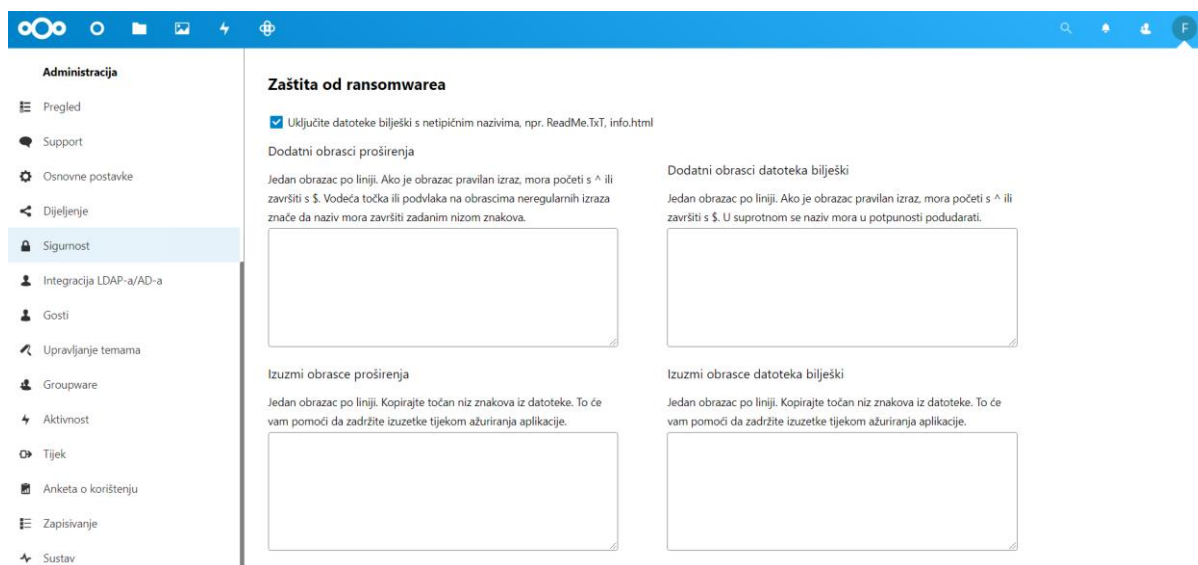 F
Administracija
Pregled
Support
Osnovne postavke
Dijeljenje
Sigurnost
Integracija LDAP-a/AD-a
Gosti
Upravljanje temama
Groupware
Aktivnost
Tijek
Anketa o korištenju
Zapisivanje
Sustav
Zaštita od ransomwarea
Uključite datoteke bilješki s netipičnim nazivima, npr. ReadMe.TxT, info.html
Dodatni obrasci proširenja
Jedan obrazac po liniji. Ako je obrazac pravilan izraz, mora početi s ^ ili
završiti s $. Vodeća točka ili podvlaka na obrascima neregularnih izraza
znače da naziv mora završiti zadanim nizom znakova.
Dodatni obrasci datoteka bilješki
Jedan obrazac po liniji. Ako je obrazac pravilan izraz, mora početi s ^ ili
završiti s $. U suprotnom se naziv mora u potpunosti podudarati.
Izuzmi obrasce proširenja
Jedan obrazac po liniji. Kopirajte točan niz znakova iz datoteke. To će
vam pomoći da zadržite izuzetke tijekom ažuriranja aplikacije.
Izuzmi obrasce datoteka bilješki
Jedan obrazac po liniji. Kopirajte točan niz znakova iz datoteke. To će
vam pomoći da zadržite izuzetke tijekom ažuriranja aplikacije.